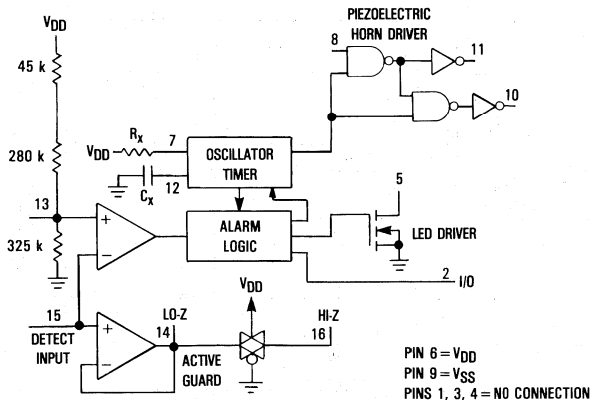 PIEZOELECTRIC
HORN DRIVER
VDD
8
11
45 k
10
RX
7
VDD
OSCILLATOR
TIMER
280 k
12
CX
5
13
ALARM
LOGIC
LED DRIVER
325 k
2
I/O
VDD
15
LO-Z
HI-Z
DETECT
INPUT
14
16
ACTIVE
GUARD
PIN 6 = VDD
PIN 9 = VSS
PINS 1, 3, 4 = NO CONNECTION